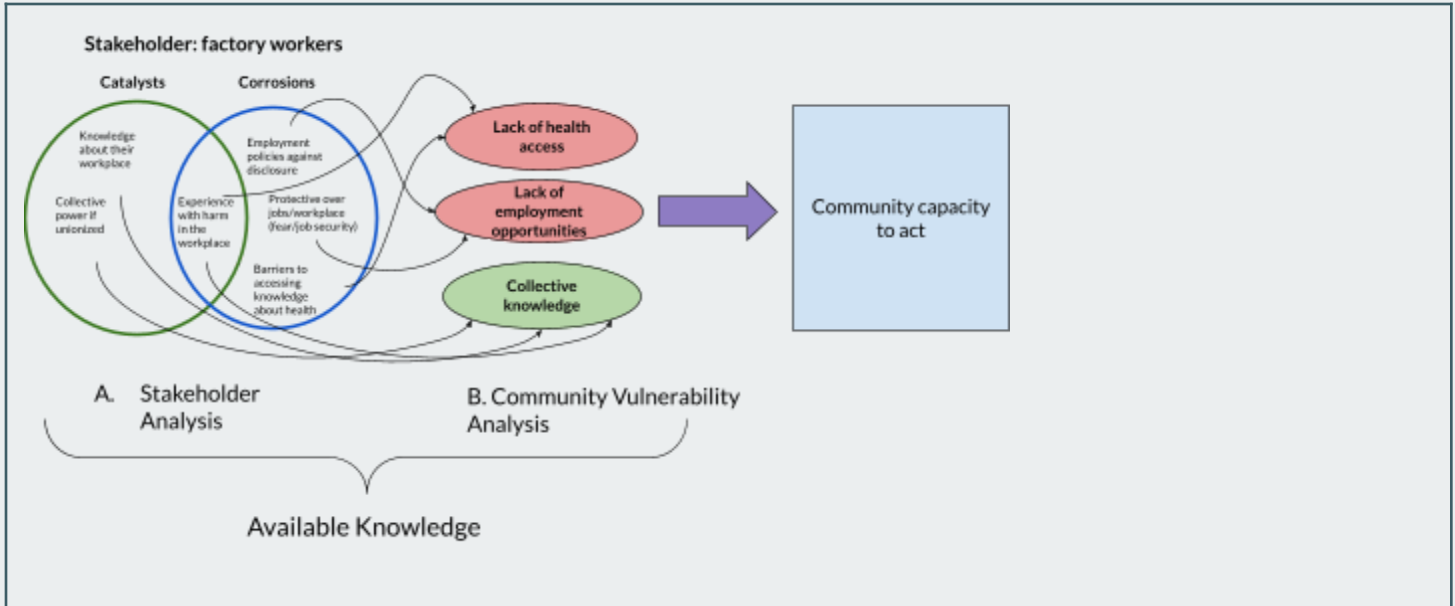 Stakeholder: factory workers
Catalysts
Corrosions
Knowledge
about their
workplace
Collective
power if
unionized
Experience
with harm
in the
workplace
Employment
policies against
disclosure
Protective over
jobs/workplace
(fear/job security)
Barriers to
accessing
knowledge
about health
Lack of health
access
Lack of
employment
opportunities
Collective
knowledge
Community capacity
to act
A. Stakeholder
Analysis
B. Community Vulnerability
Analysis
Available Knowledge